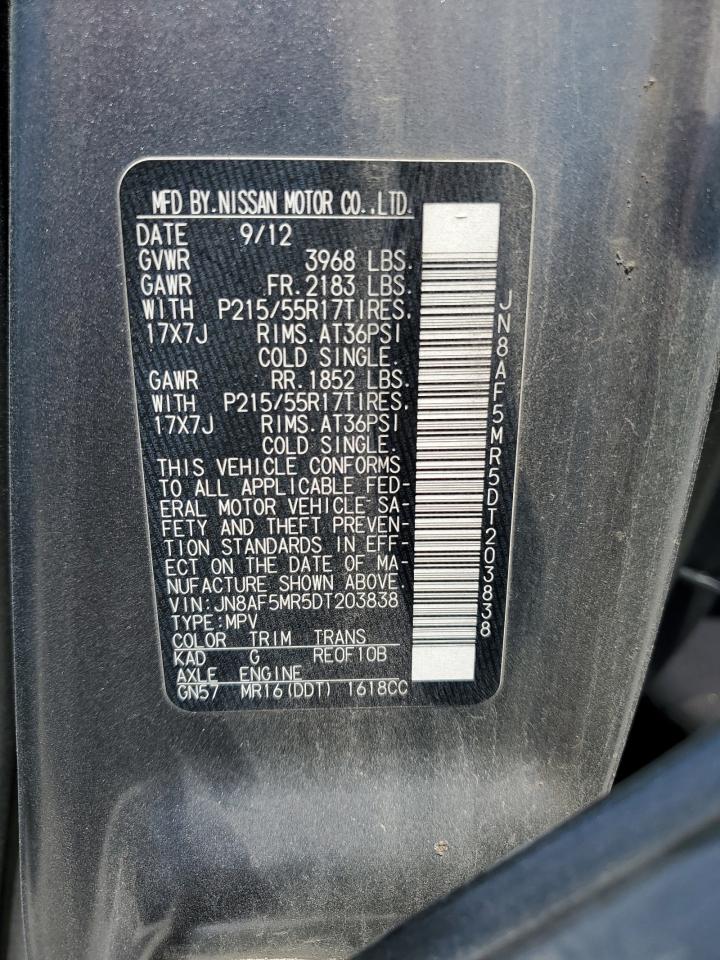 MFD BY.NISSAN MOTOR CO.,LTD.
DATE 9/12
GVWR 3968 LBS.
GAWR FR.2183 LBS.
WITH P215/55R17TIRES.
17X7J RIMS.AT36PSI
COLD SINGLE.
GAWR RR.1852 LBS.
WITH P215/55R17TIRES.
17X7J RIMS.AT36PSI
COLD SINGLE.
THIS VEHICLE CONFORMS
TO ALL APPLICABLE FED-
ERAL MOTOR VEHICLE SA-
FETY AND THEFT PREVEN-
TION STANDARDS IN EFF-
ECT ON THE DATE OF MA-
NUFACTURE SHOWN ABOVE.
VIN:JN8AF5MR5DT203838
TYPE:MPV
COLOR TRIM TRANS
KAD G RE0F10B
AXLE ENGINE
GN57 MR16(DDT) 1618CC
JN8AF5MR5DT203838